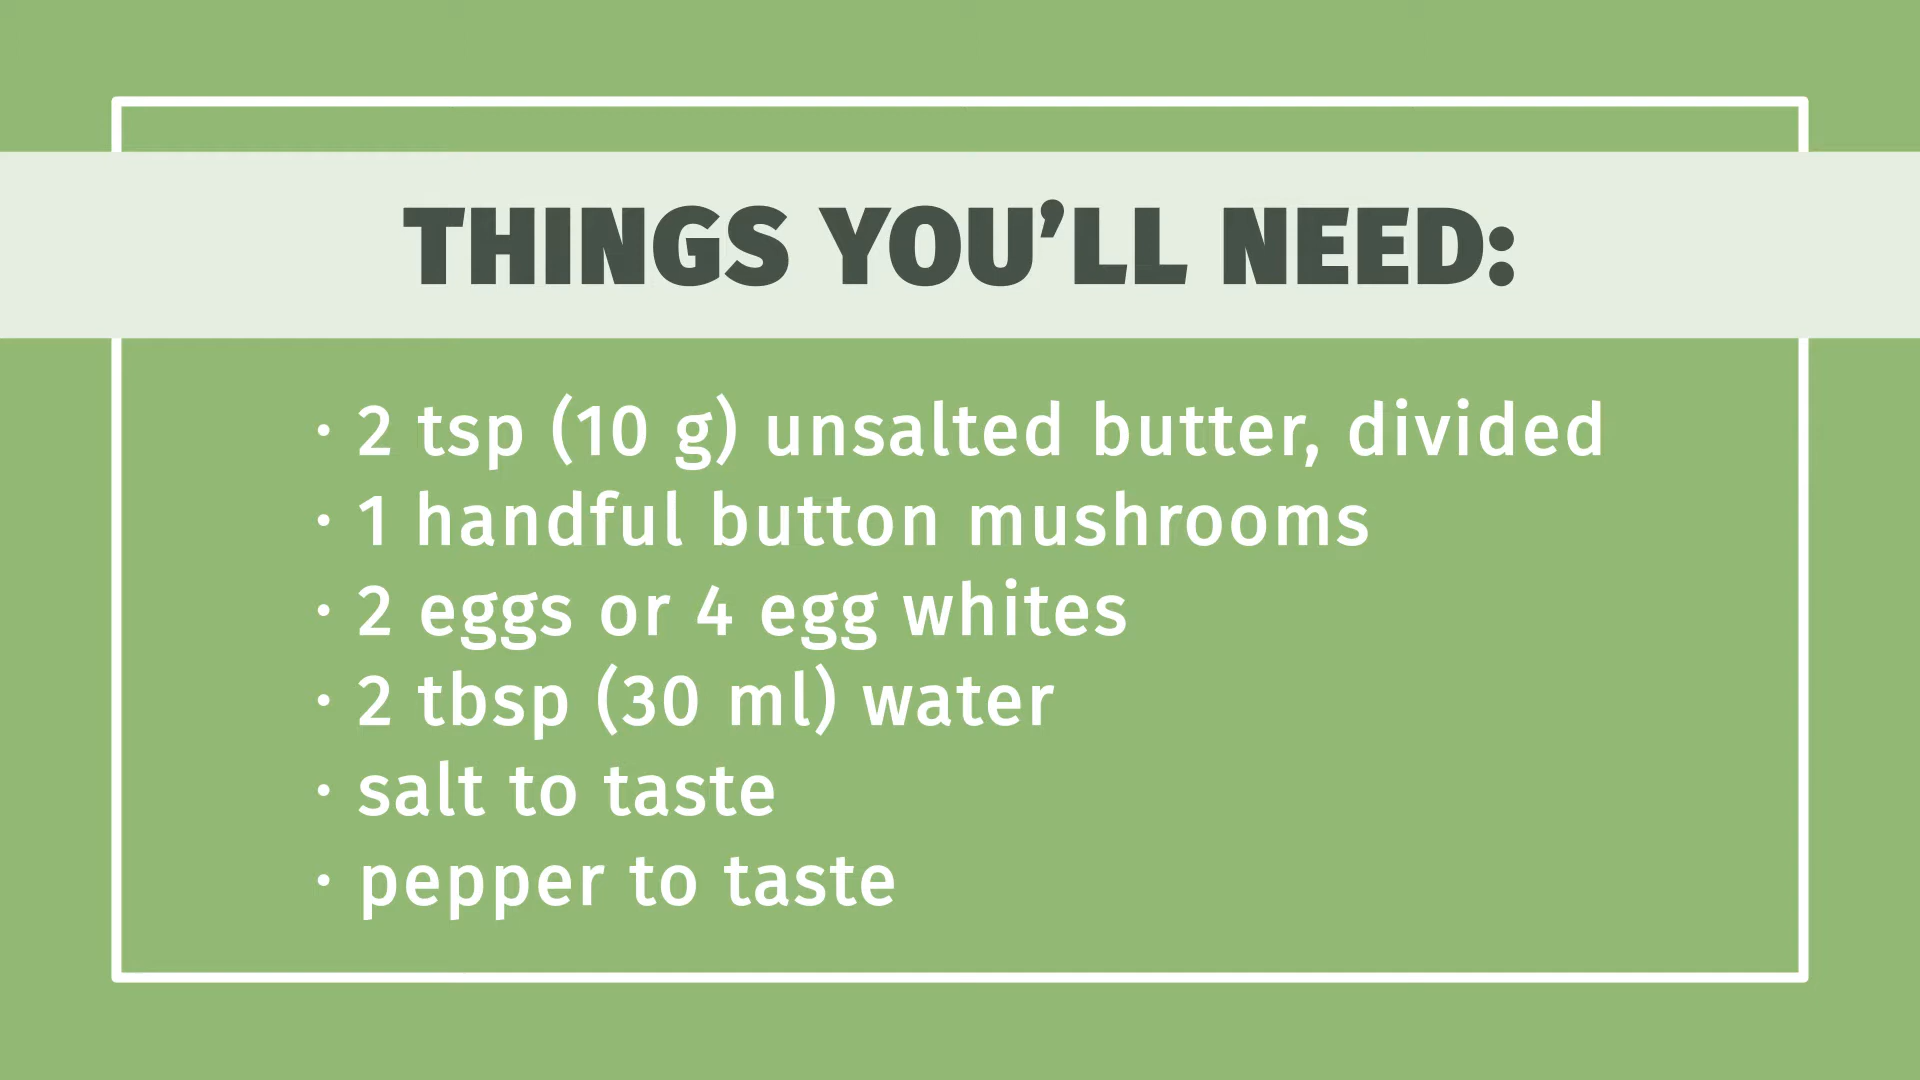 THINGS YOU’LL NEED:
· 2 tsp (10 g) unsalted butter, divided
· 1 handful button mushrooms
· 2 eggs or 4 egg whites
· 2 tbsp (30 ml) water
· salt to taste
· pepper to taste